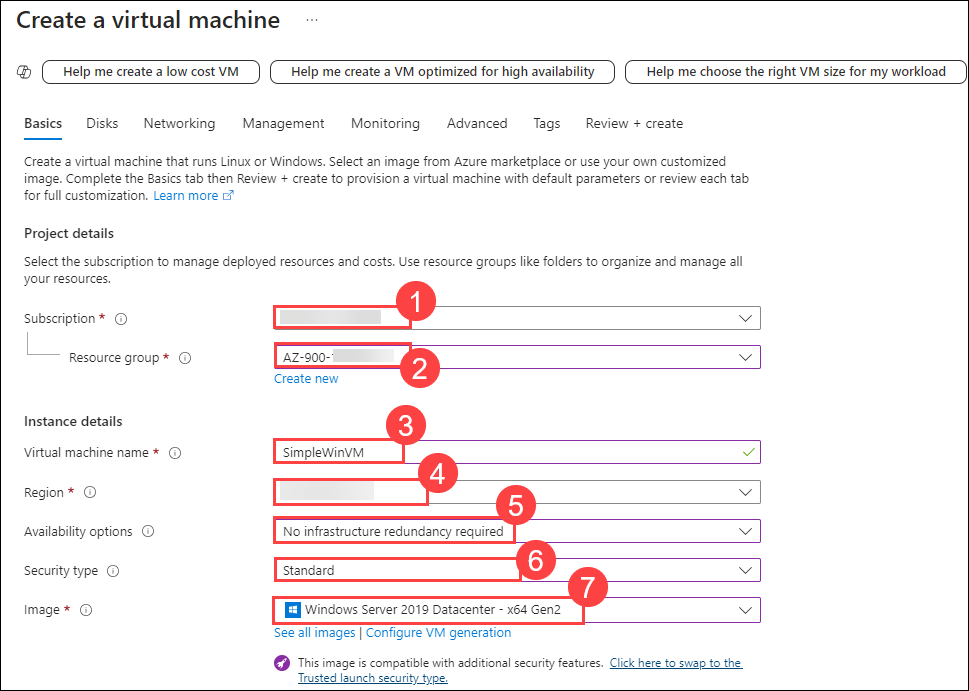 Create a virtual machine ...
Help me create a low cost VM Help me create a VM optimized for high availability Help me choose the right VM size for my workload
Basics Disks Networking Management Monitoring Advanced Tags Review + create
Create a virtual machine that runs Linux or Windows. Select an image from Azure marketplace or use your own customized
image. Complete the Basics tab then Review + create to provision a virtual machine with default parameters or review each tab
for full customization. Learn more
Project details
Select the subscription to manage deployed resources and costs. Use resource groups like folders to organize and manage all
your resources.
1
Subscription *
Resource group * AZ-900-
2
Create new
Instance details
3
Virtual machine name * SimpleWinVM
4
Region *
5
Availability options No infrastructure redundancy required
6
Security type Standard
7
Image * Windows Server 2019 Datacenter - x64 Gen2
See all images | Configure VM generation
This image is compatible with additional security features. Click here to swap to the
Trusted launch security type.